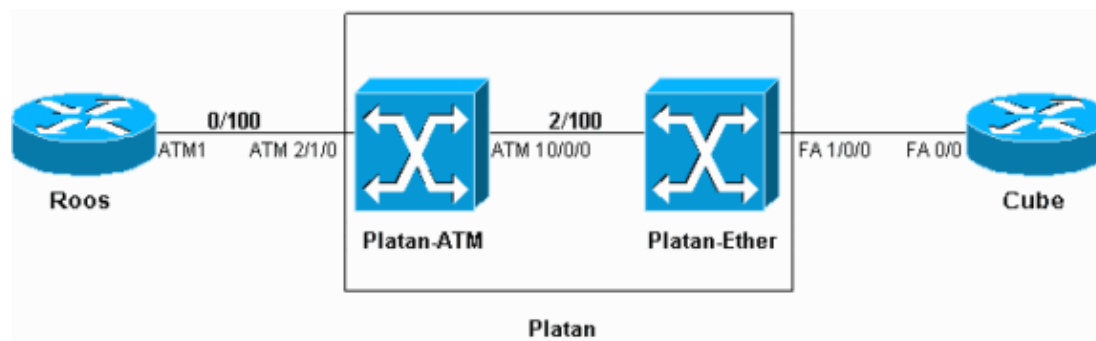 0/100
2/100
ATM1
ATM 2/1/0
ATM 10/0/0
FA 1/0/0
FA 0/0
Roos
Cube
Platan-ATM
Platan-Ether
Platan